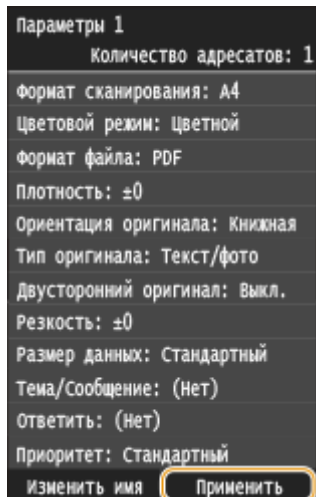 Параметры 1
Количество адресатов: 1
Формат сканирования: A4
Цветовой режим: Цветной
Формат файла: PDF
Плотность: ±0
Ориентация оригинала: Книжная
Тип оригинала: Текст/фото
Двусторонний оригинал: Выкл.
Резкость: ±0
Размер данных: Стандартный
Тема/Сообщение: (Нет)
Ответить: (Нет)
Приоритет: Стандартный
Изменить имя Применить